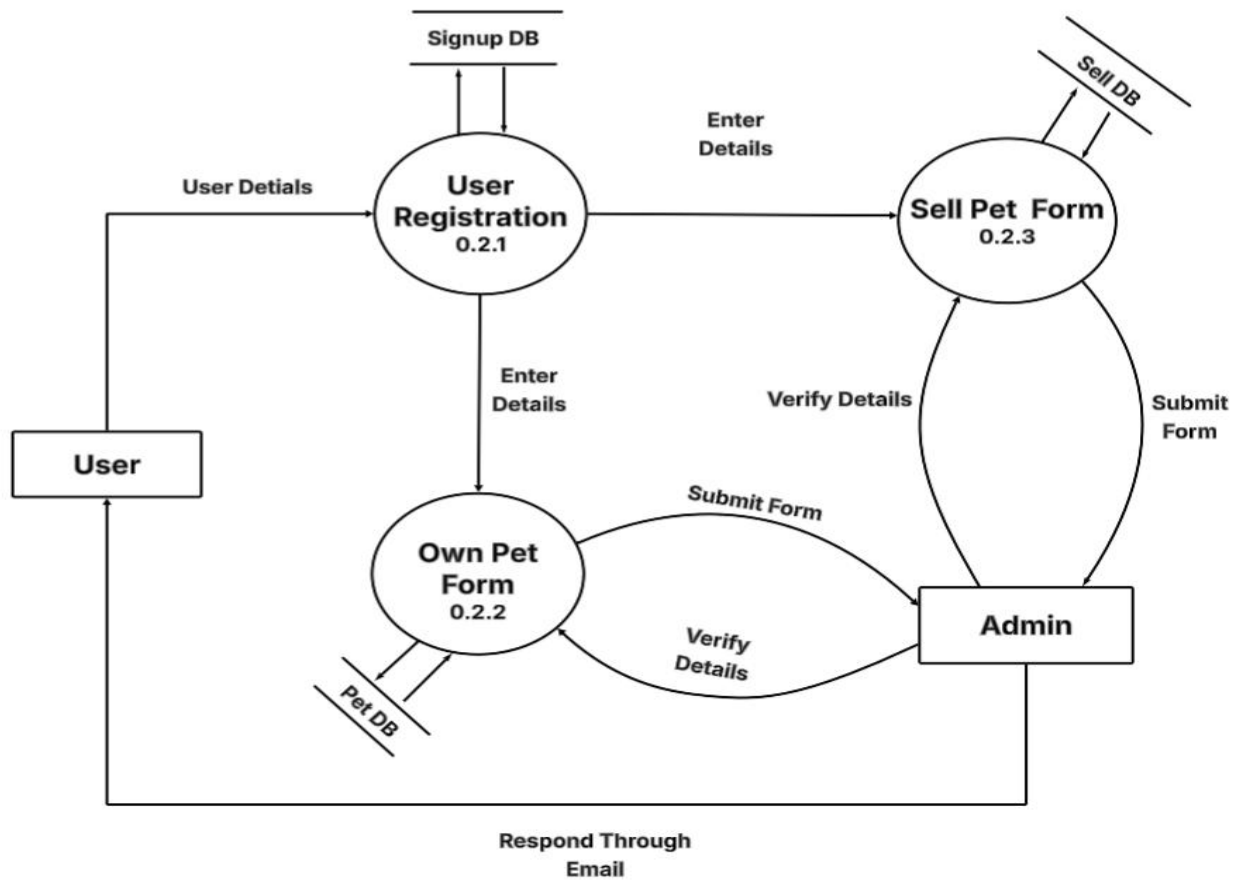 Signup DB
Sell DB
Enter
Details
User Detials
User
Registration
0.2.1
Sell Pet Form
0.2.3
Enter
Details
Verify Details
Submit
Form
User
Submit Form
Own Pet
Form
0.2.2
Admin
Verify
Details
Pet DB
Respond Through
Email